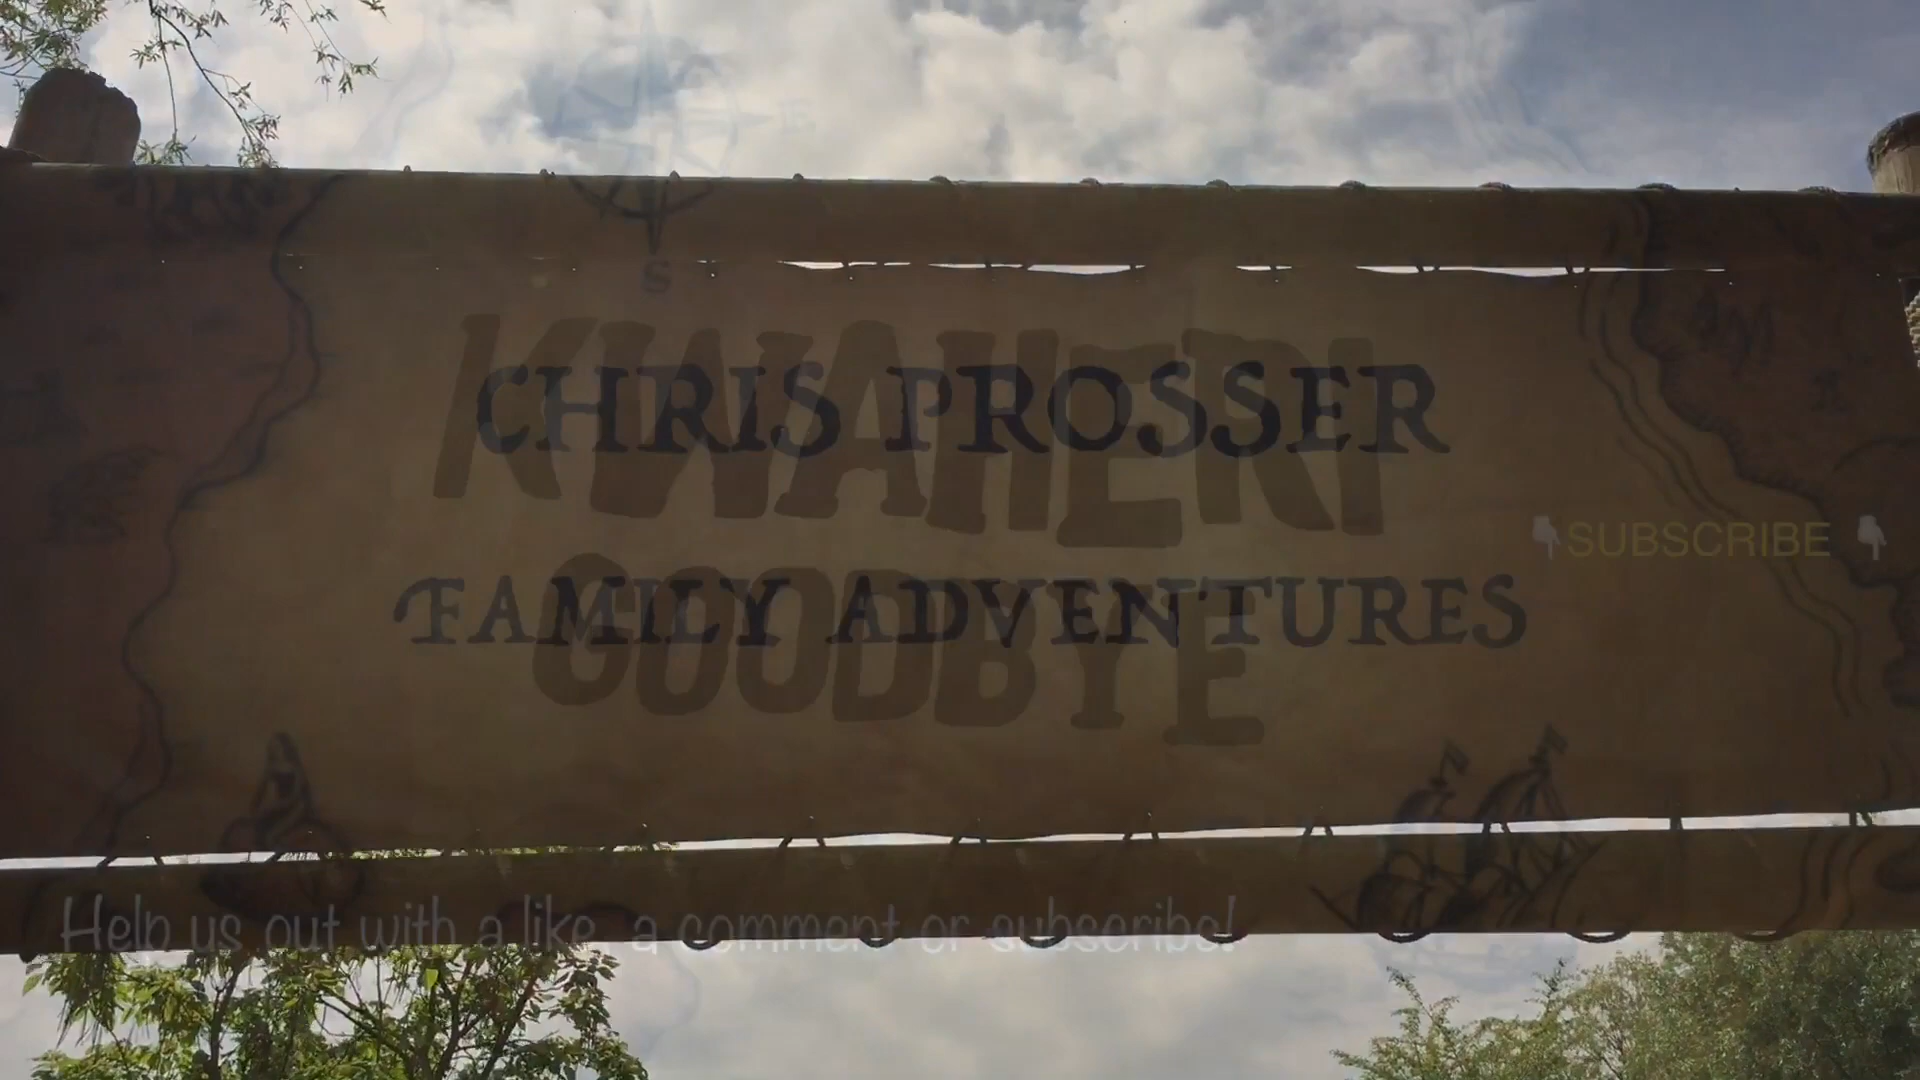 S
KWAHERI
CHRIS PROSSER
GOODBYE
FAMILY ADVENTURES
👇SUBSCRIBE 👇
Help us out with a like, a comment or subscribe!